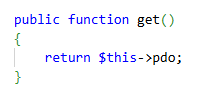 public function get()
{
    return $this->pdo;
}